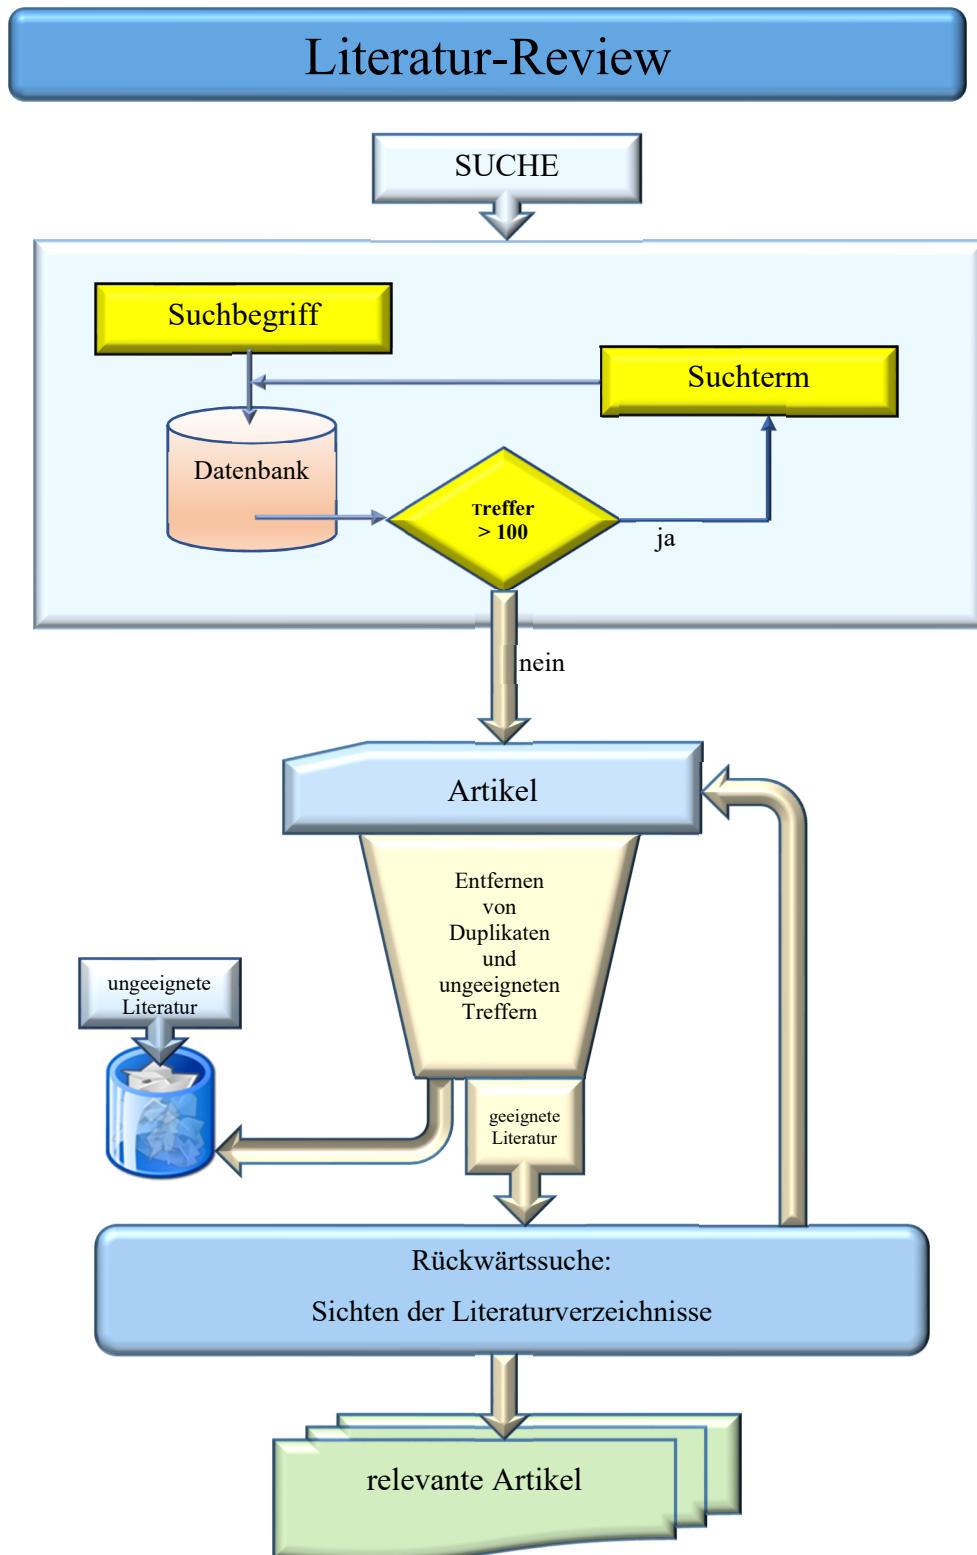 Literatur-Review
SUCHE
Suchbegriff
Suchterm
Datenbank
Treffer
> 100
ja
nein
Artikel
Entfernen
von
Duplikaten
und
ungeeigneten
Treffern
ungeeignete
Literatur
geeignete
Literatur
Rückwärtssuche:
Sichten der Literaturverzeichnisse
relevante Artikel